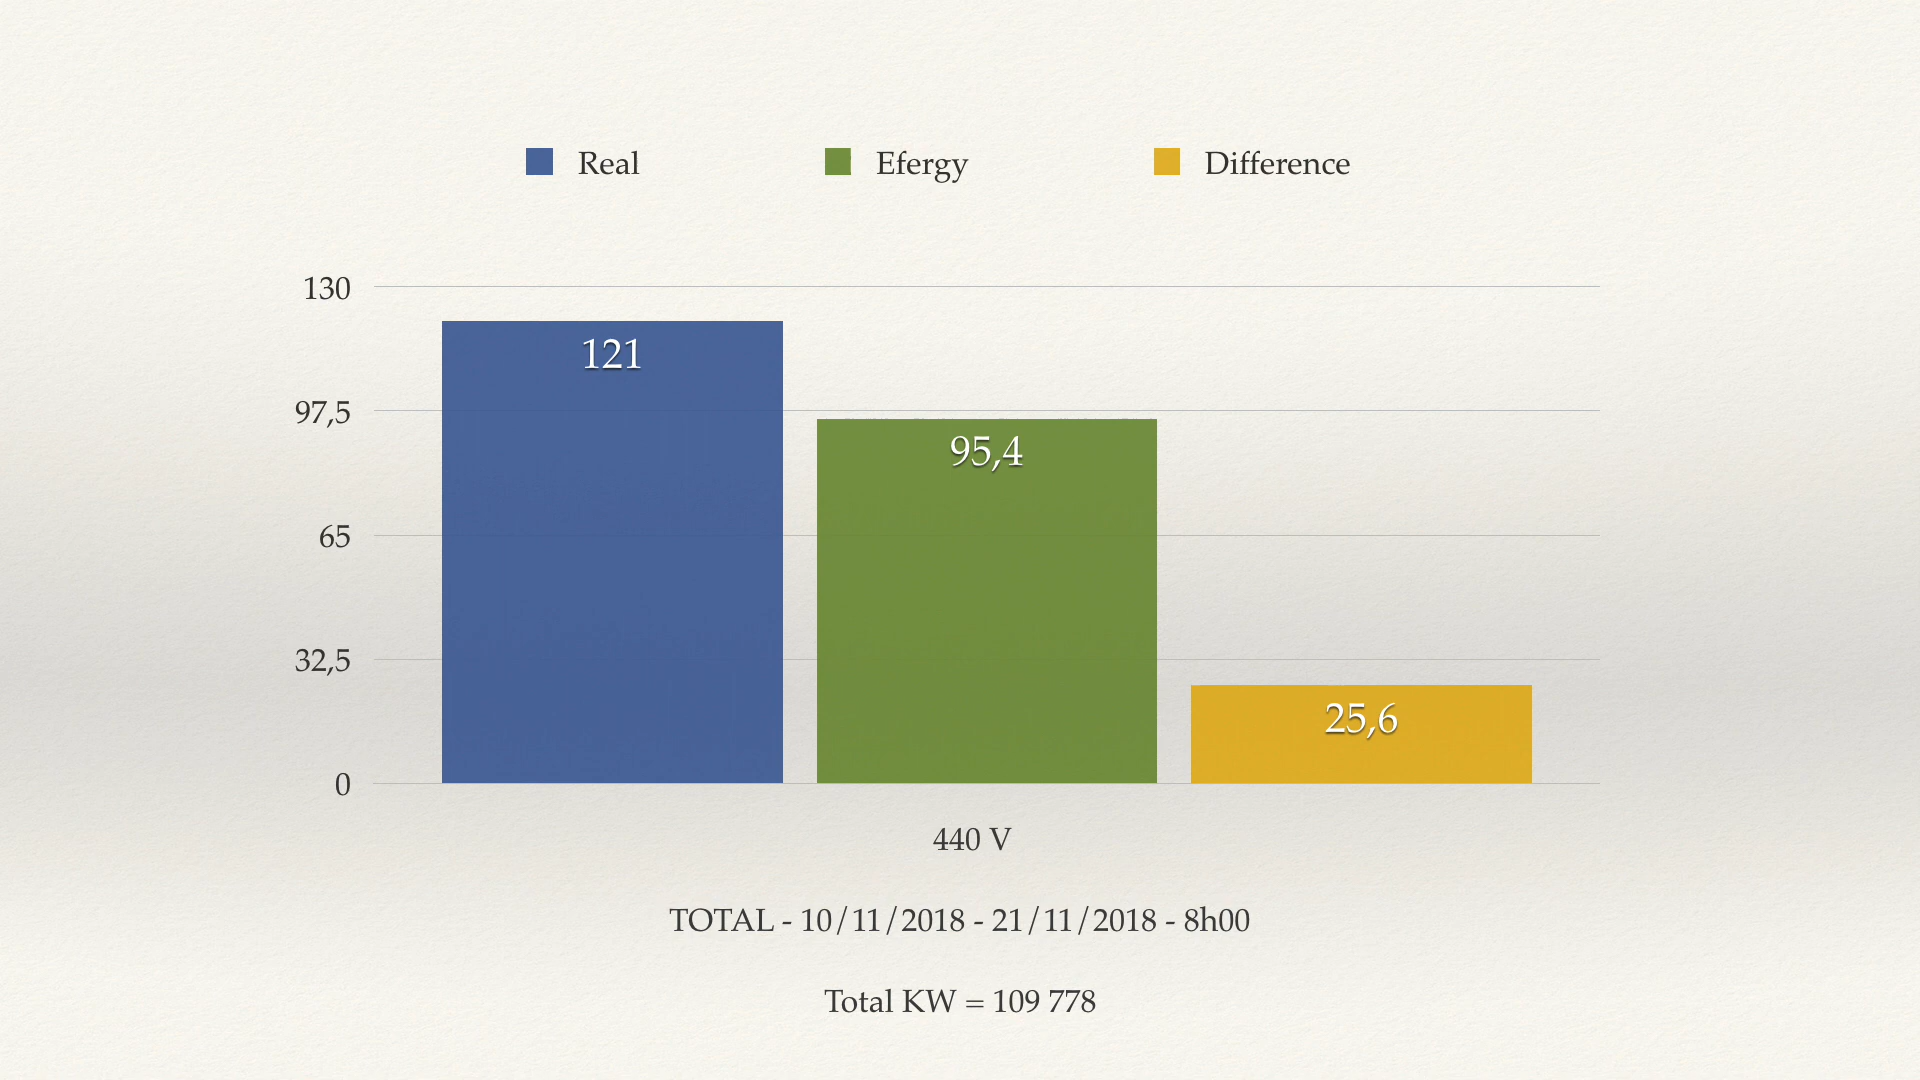 Real Efergy Difference
130
121
97,5
95,4
65
32,5
25,6
0
440 V
TOTAL - 10/11/2018 - 21/11/2018 - 8h00
Total KW = 109 778